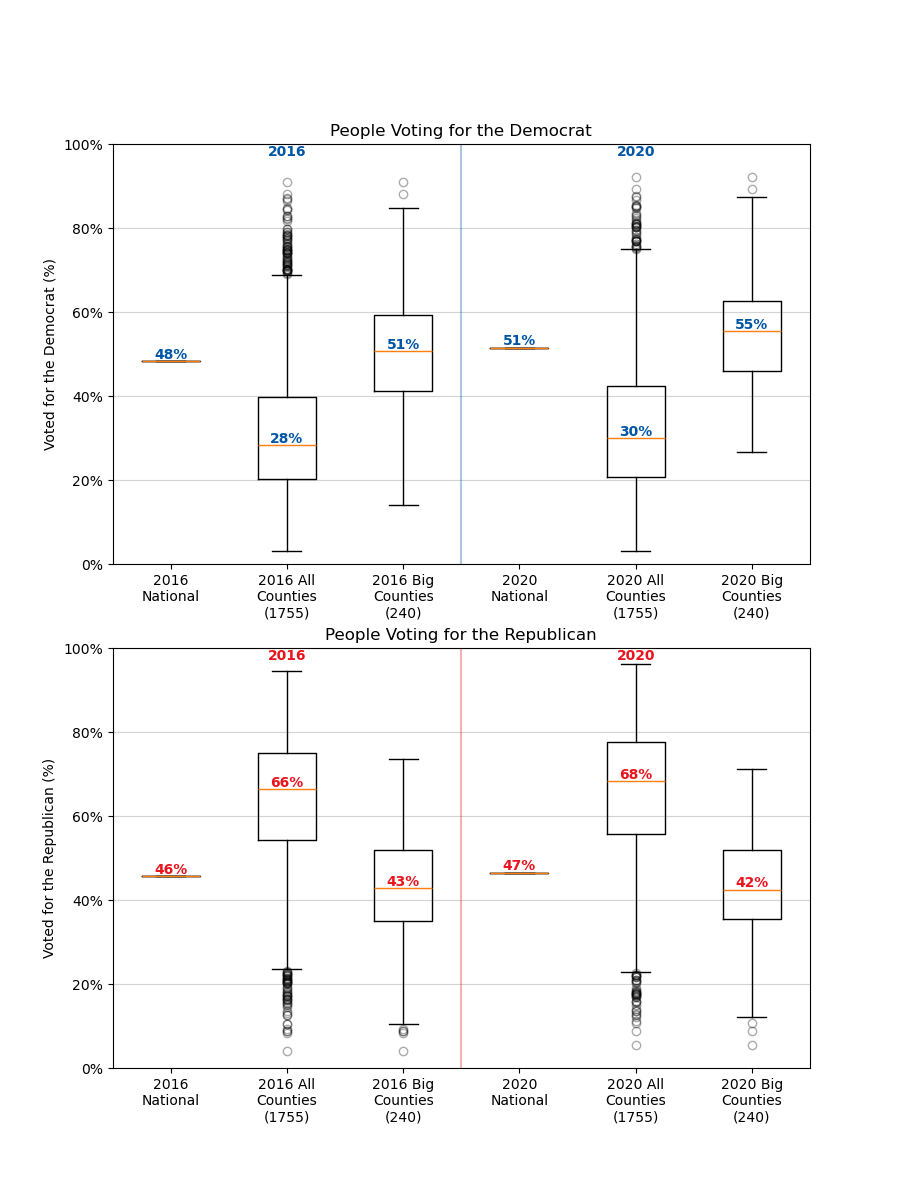 People Voting for the Democrat
Voted for the Democrat (%)
100%
80%
60%
40%
20%
0%
2016
2020
48%
28%
51%
51%
30%
55%
2016
National
2016 All
Counties
(1755)
2016 Big
Counties
(240)
2020
National
2020 All
Counties
(1755)
2020 Big
Counties
(240)
People Voting for the Republican
Voted for the Republican (%)
100%
80%
60%
40%
20%
0%
2016
2020
46%
66%
43%
47%
68%
42%
2016
National
2016 All
Counties
(1755)
2016 Big
Counties
(240)
2020
National
2020 All
Counties
(1755)
2020 Big
Counties
(240)